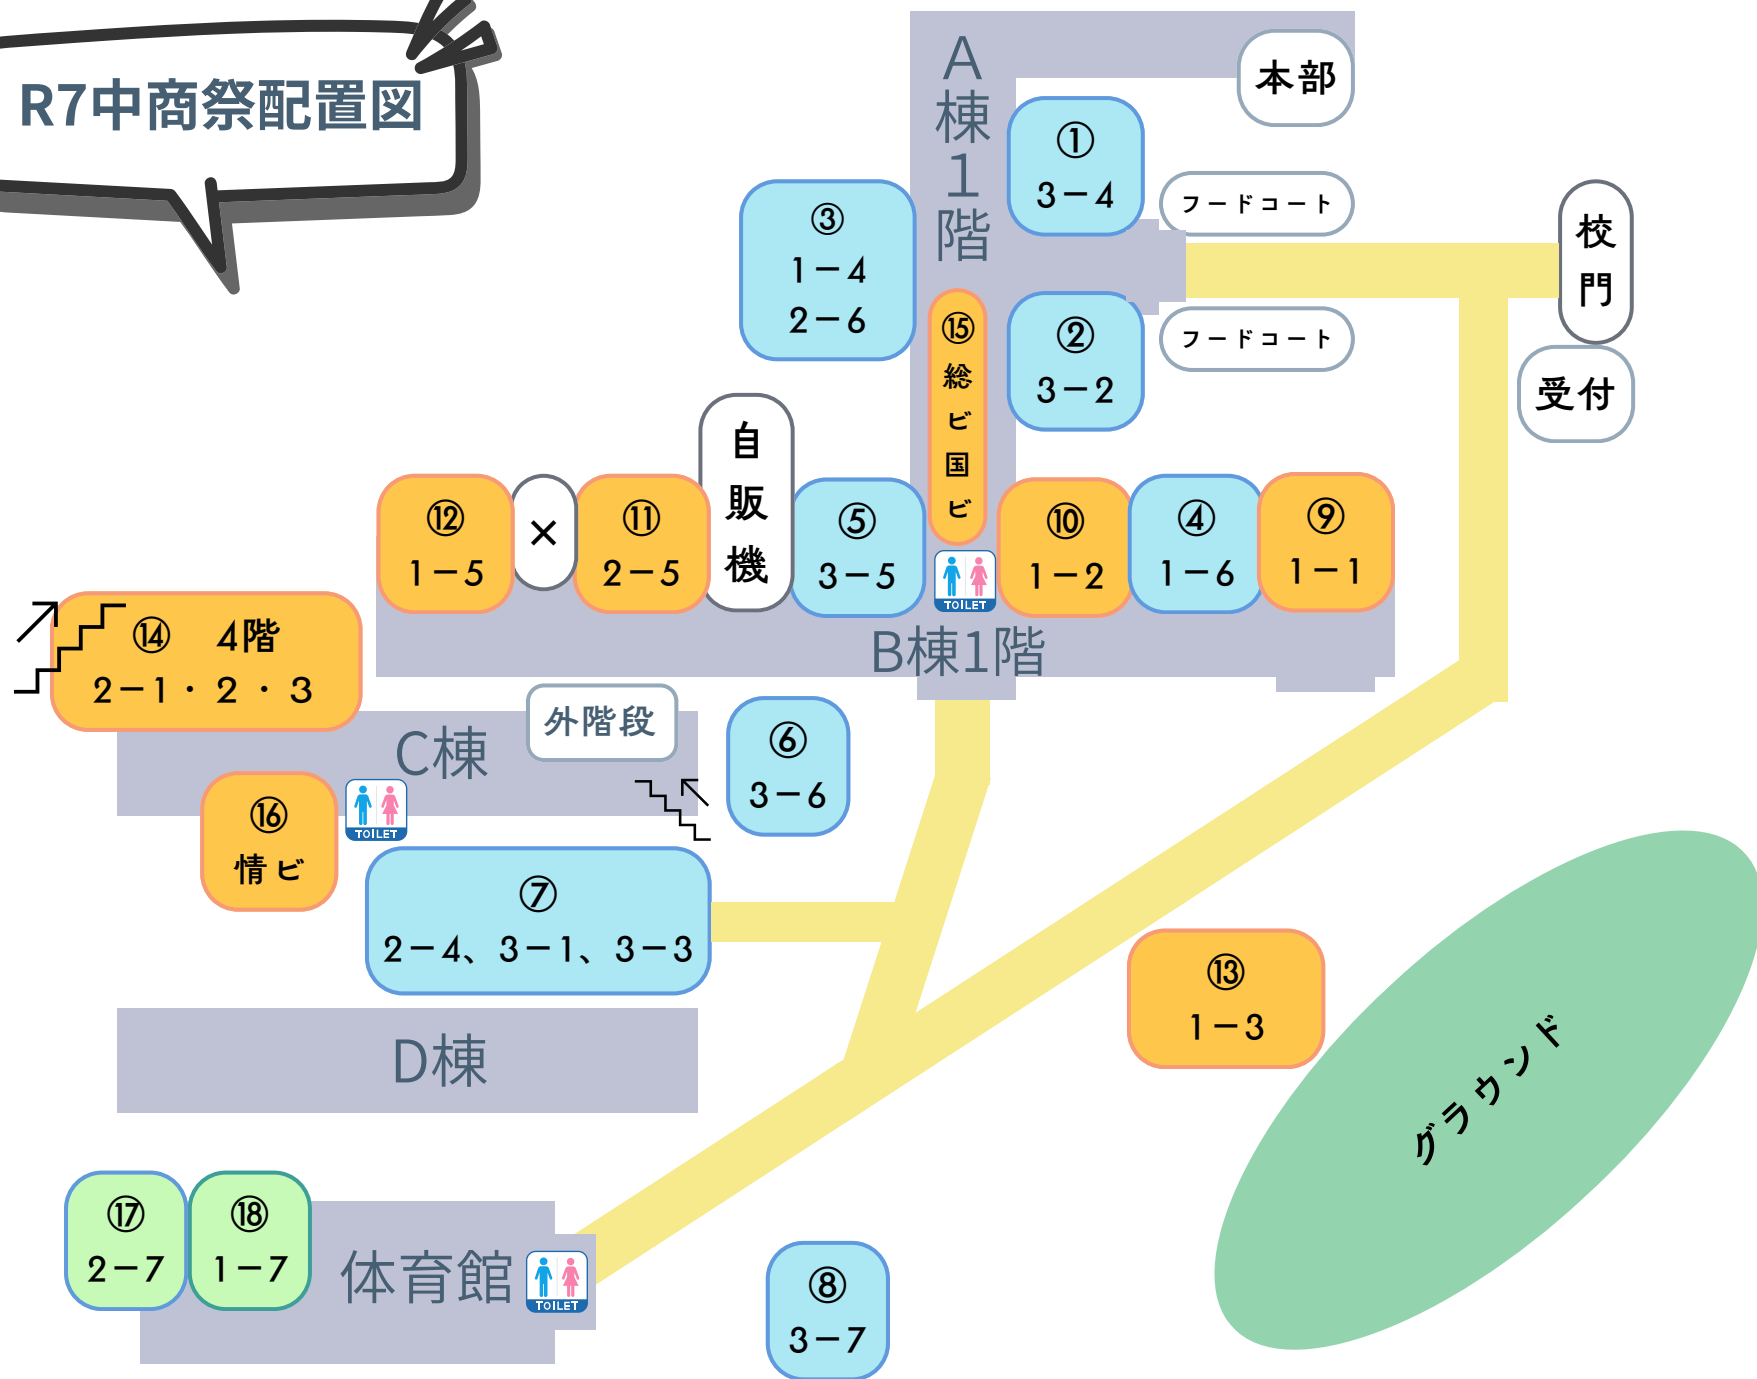 R7中商祭配置図
A棟1階
本部
①
3－4
フードコート
③
1－4
2－6
校門
⑮
総ビ国ビ
②
3－2
フードコート
受付
自販機
⑫
1－5
×
⑪
2－5
⑤
3－5
TOILET
⑩
1－2
④
1－6
⑨
1－1
B棟1階
⑭　4階
2－1・2・3
外階段
C棟
⑥
3－6
⑯
情ビ
TOILET
⑦
2－4、3－1、3－3
⑬
1－3
グラウンド
D棟
⑰
2－7
⑱
1－7
体育館
TOILET
⑧
3－7